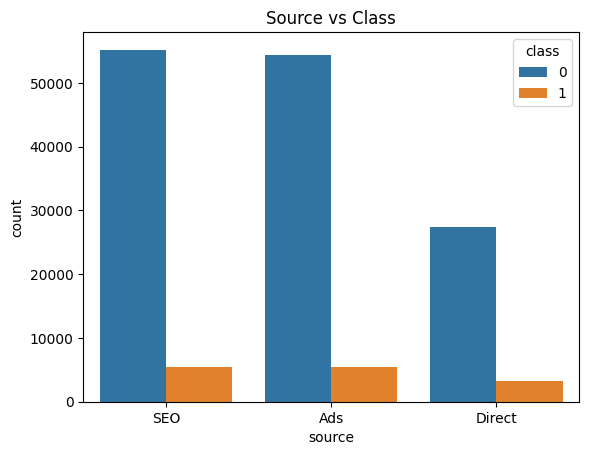 Source vs Class
class
0
1
50000
40000
30000
20000
10000
0
count
SEO
Ads
Direct
source